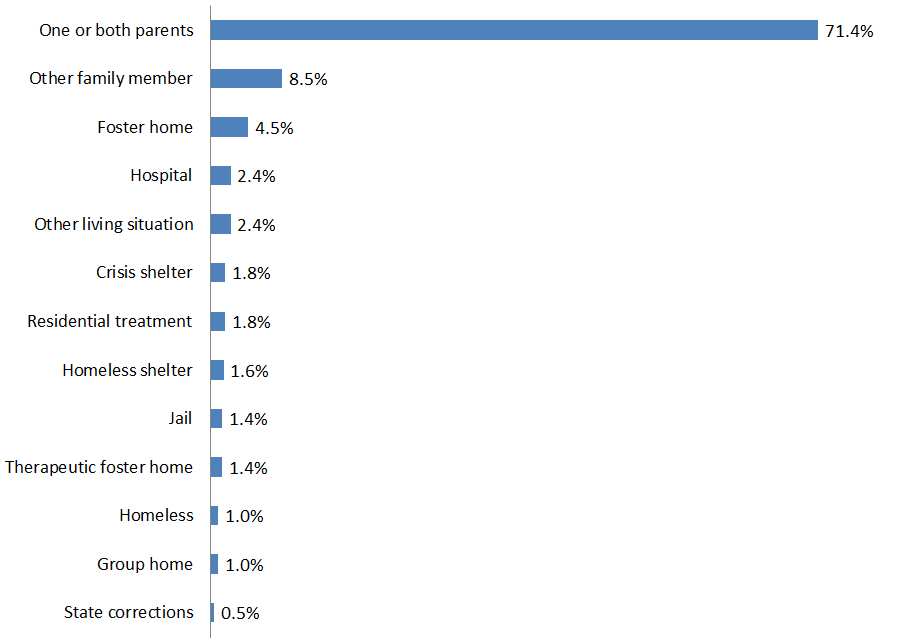 One or both parents 71.4%
Other family member 8.5%
Foster home 4.5%
Hospital 2.4%
Other living situation 2.4%
Crisis shelter 1.8%
Residential treatment 1.8%
Homeless shelter 1.6%
Jail 1.4%
Therapeutic foster home 1.4%
Homeless 1.0%
Group home 1.0%
State corrections 0.5%